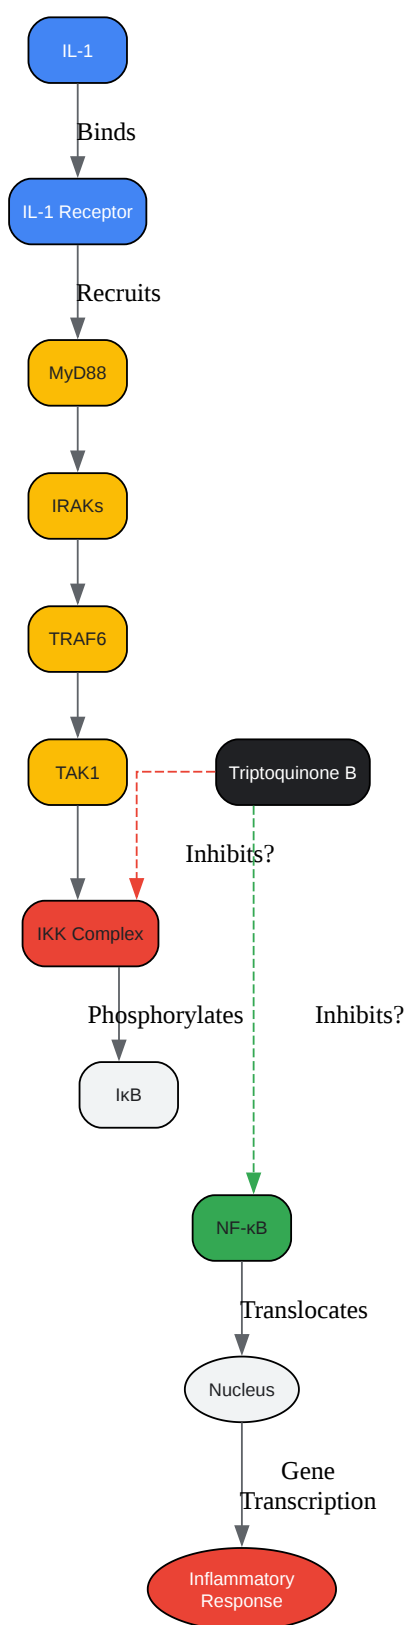 IL-1
Binds
IL-1 Receptor
Recruits
MyD88
IRAKs
TRAF6
TAK1
Triptoquinone B
Inhibits?
IKK Complex
Phosphorylates
Inhibits?
IκB
NF-κB
Translocates
Nucleus
Gene
Transcription
Inflammatory
Response